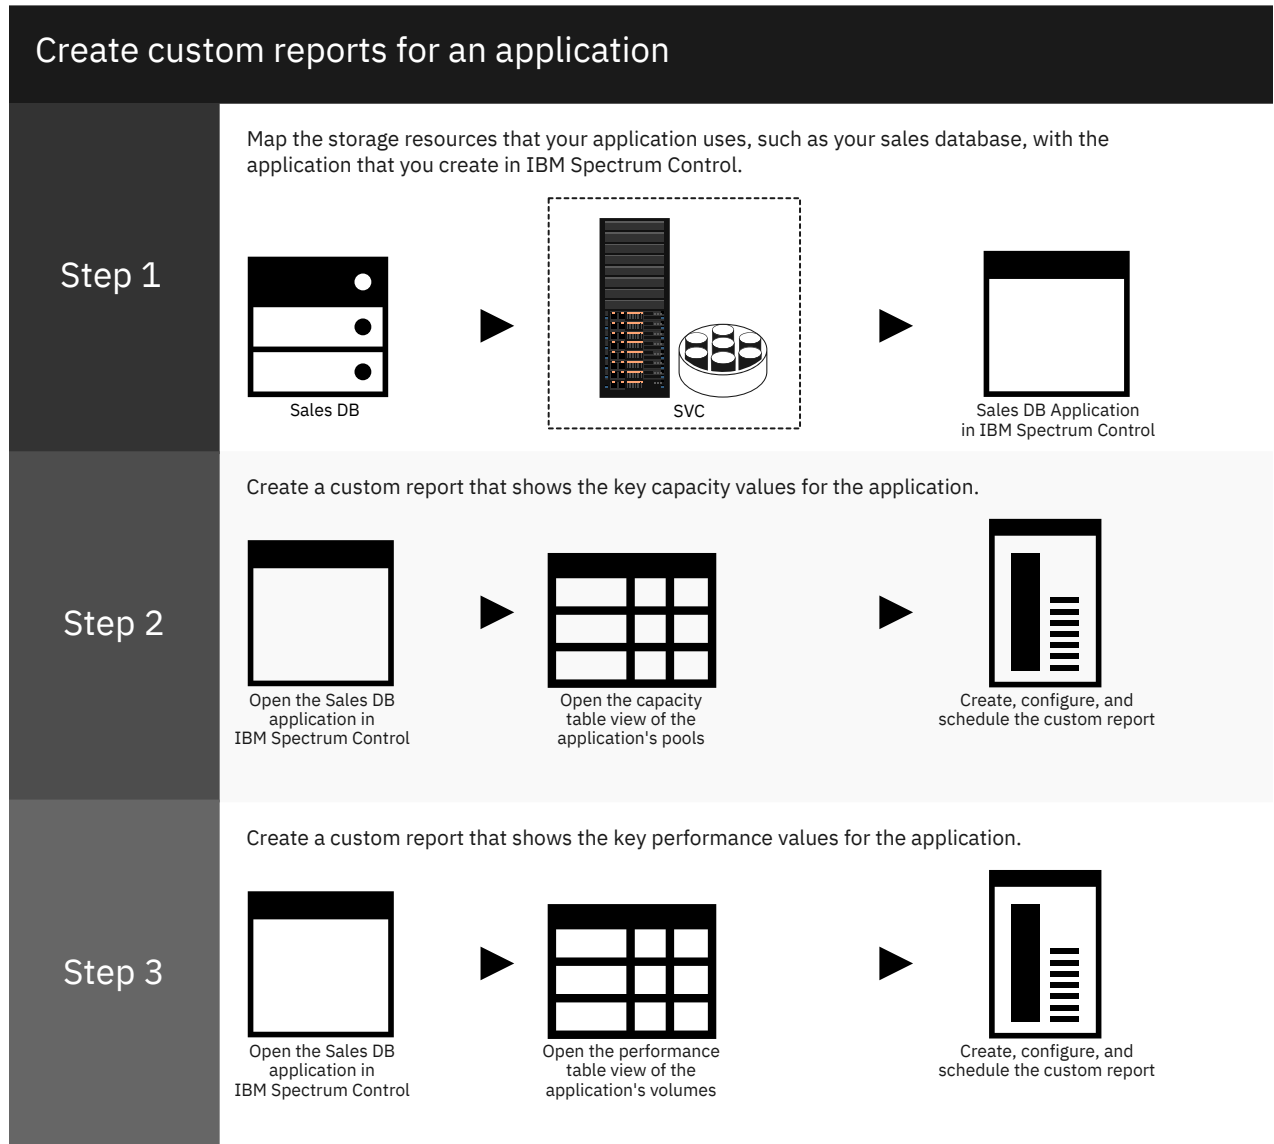 Create custom reports for an application
Step 1
Map the storage resources that your application uses, such as your sales database, with the
application that you create in IBM Spectrum Control.
Sales DB
SVC
Sales DB Application
in IBM Spectrum Control
Step 2
Create a custom report that shows the key capacity values for the application.
Open the Sales DB
application in
IBM Spectrum Control
Open the capacity
table view of the
application's pools
Create, configure, and
schedule the custom report
Step 3
Create a custom report that shows the key performance values for the application.
Open the Sales DB
application in
IBM Spectrum Control
Open the performance
table view of the
application's volumes
Create, configure, and
schedule the custom report